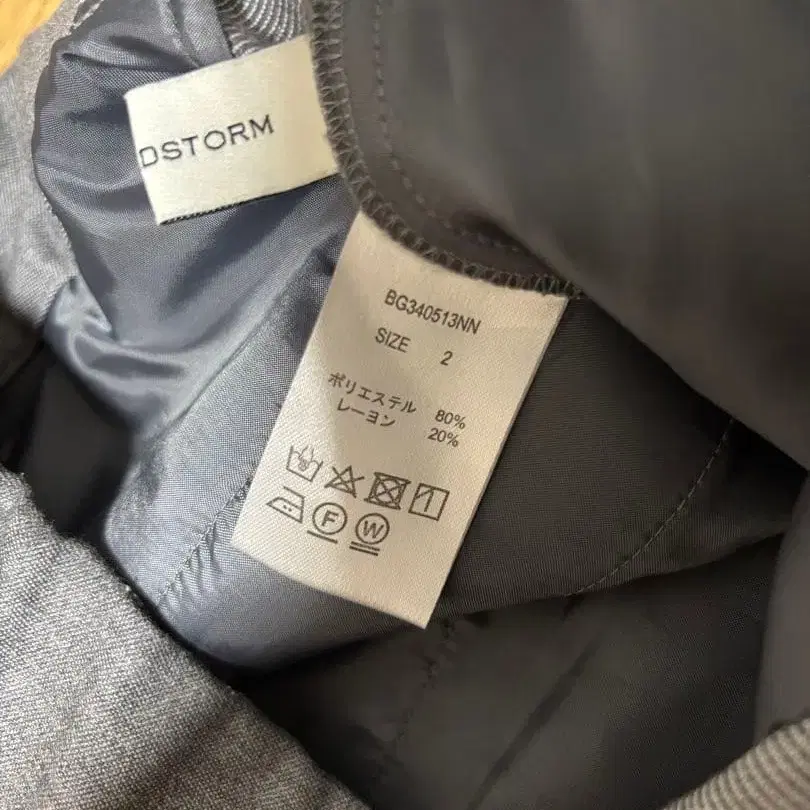 DSTORM
BG340513NN
SIZE 2
ポリエステル 80%
レーヨン 20%
F W